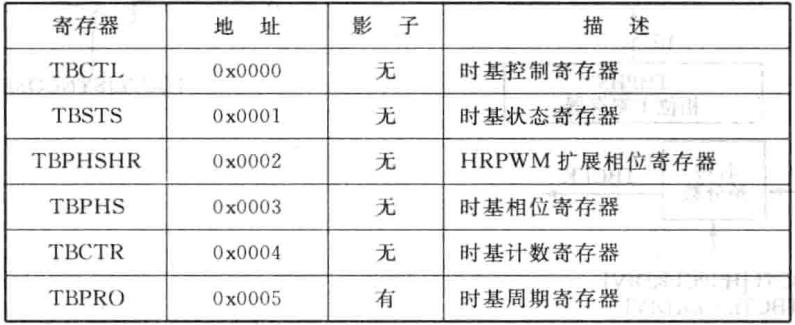 寄存器 地 址 影 子 描 述
TBCTL 0x0000 无 时基控制寄存器
TBSTS 0x0001 无 时基状态寄存器
TBPHSHR 0x0002 无 HRPWM 扩展相位寄存器
TBPHS 0x0003 无 时基相位寄存器
TBCTR 0x0004 无 时基计数寄存器
TBPRO 0x0005 有 时基周期寄存器